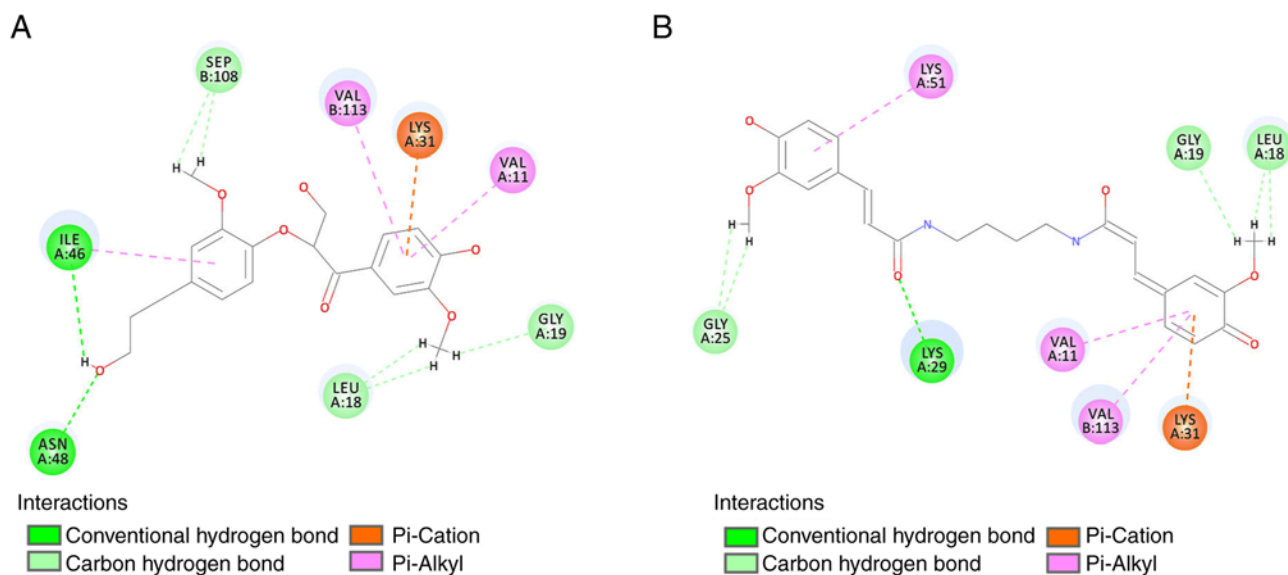 A
B
SEP
B:108
VAL
B:113
LYS
A:31
VAL
A:11
ILE
A:46
GLY
A:19
LEU
A:18
ASN
A:48
H
H
O
O
O
O
O
O
H
O
H
H
H
Interactions
Conventional hydrogen bond
Pi-Cation
Carbon hydrogen bond
Pi-Alkyl
LYS
A:51
GLY
A:19
LEU
A:18
GLY
A:25
LYS
A:29
VAL
A:11
VAL
B:113
LYS
A:31
O
O
H
H
O
N
N
O
H
H
H
O
O
Interactions
Conventional hydrogen bond
Pi-Cation
Carbon hydrogen bond
Pi-Alkyl